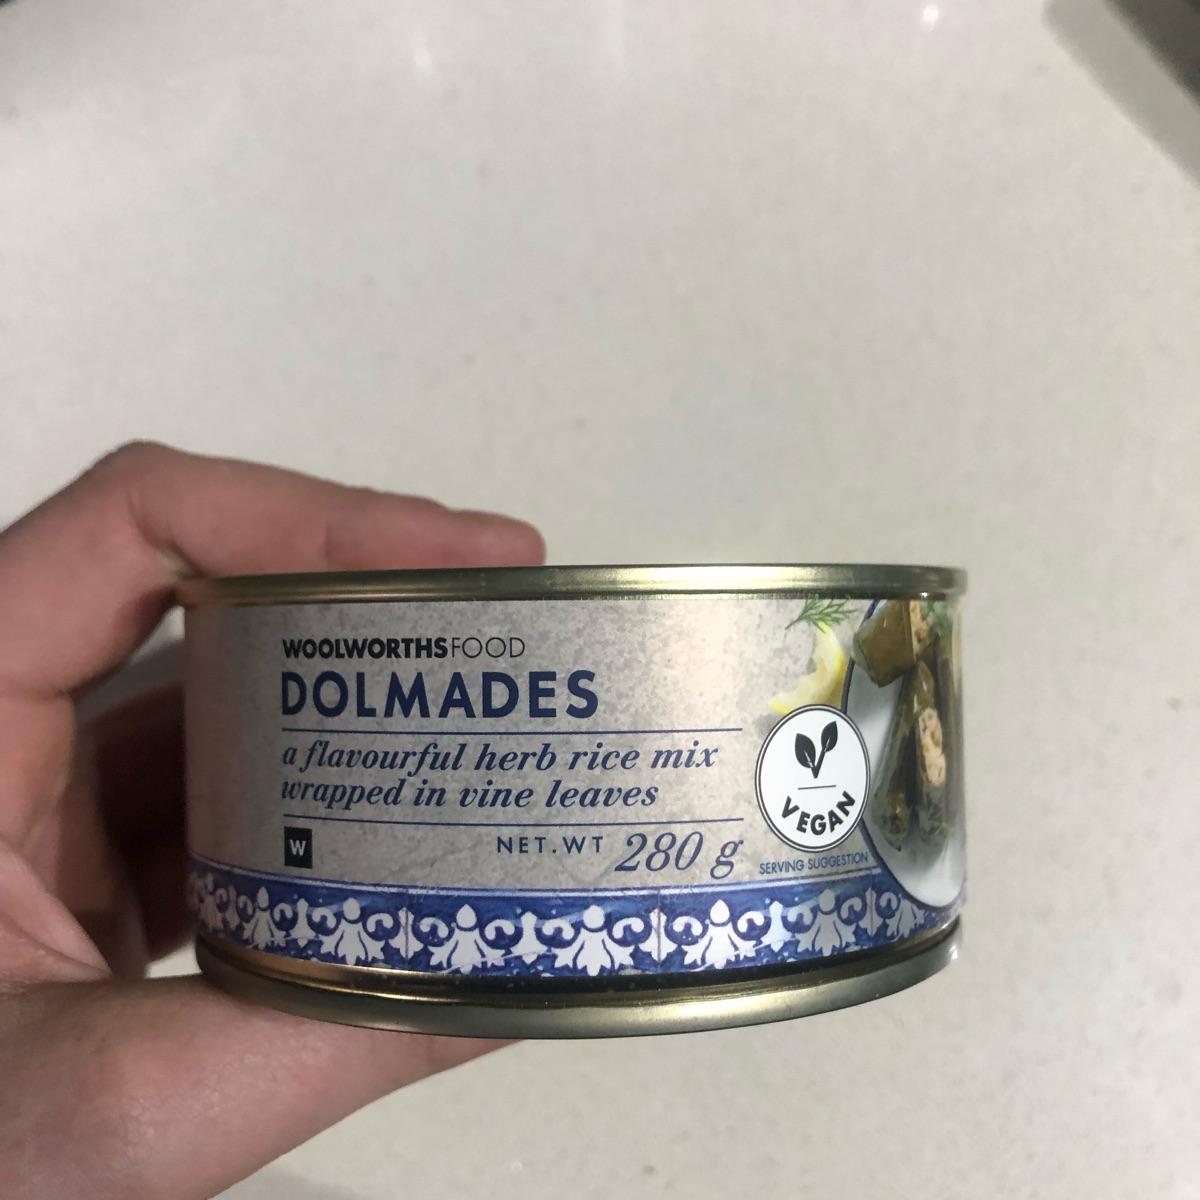 WOOLWORTHSFOOD
DOLMADES
a flavourful herb rice mix
wrapped in vine leaves
W
NET.WT 280 g
VEGAN
SERVING SUGGESTION